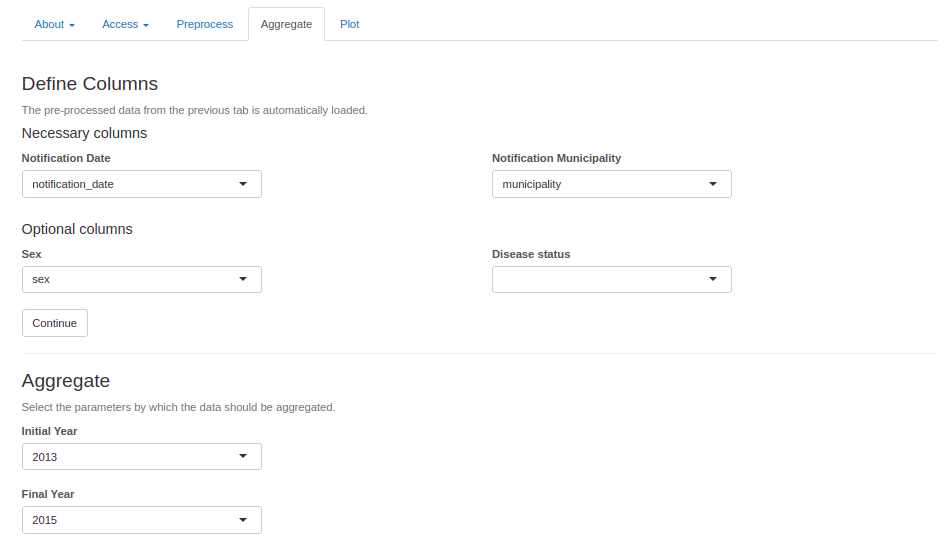 About Access Preprocess Aggregate Plot
Define Columns
The pre-processed data from the previous tab is automatically loaded.
Necessary columns
Notification Date Notification Municipality
notification_date municipality
Optional columns
Sex Disease status
sex
Continue
Aggregate
Select the parameters by which the data should be aggregated.
Initial Year
2013
Final Year
2015